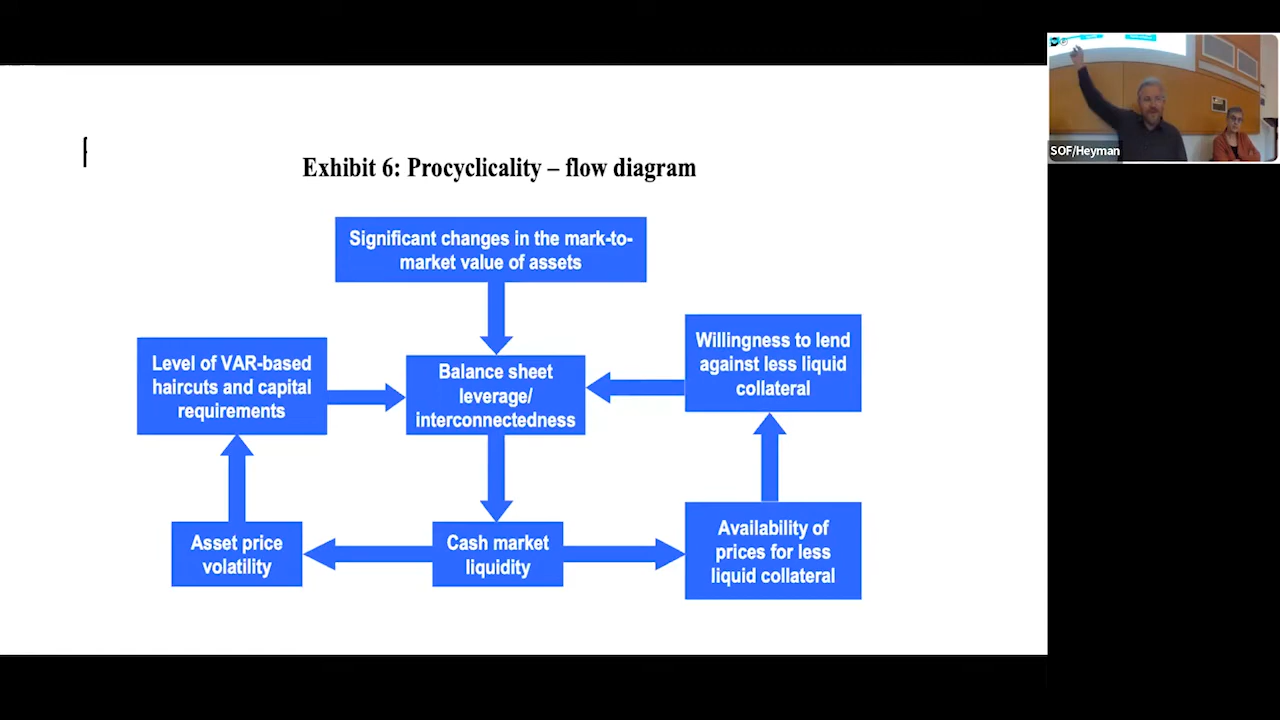 Exhibit 6: Procyclicality – flow diagram
Significant changes in the mark-to-
market value of assets
Willingness to lend
against less liquid
collateral
Level of VAR-based
haircuts and capital
requirements
Balance sheet
leverage/
interconnectedness
Asset price
volatility
Cash market
liquidity
Availability of
prices for less
liquid collateral
SOF/Heyman